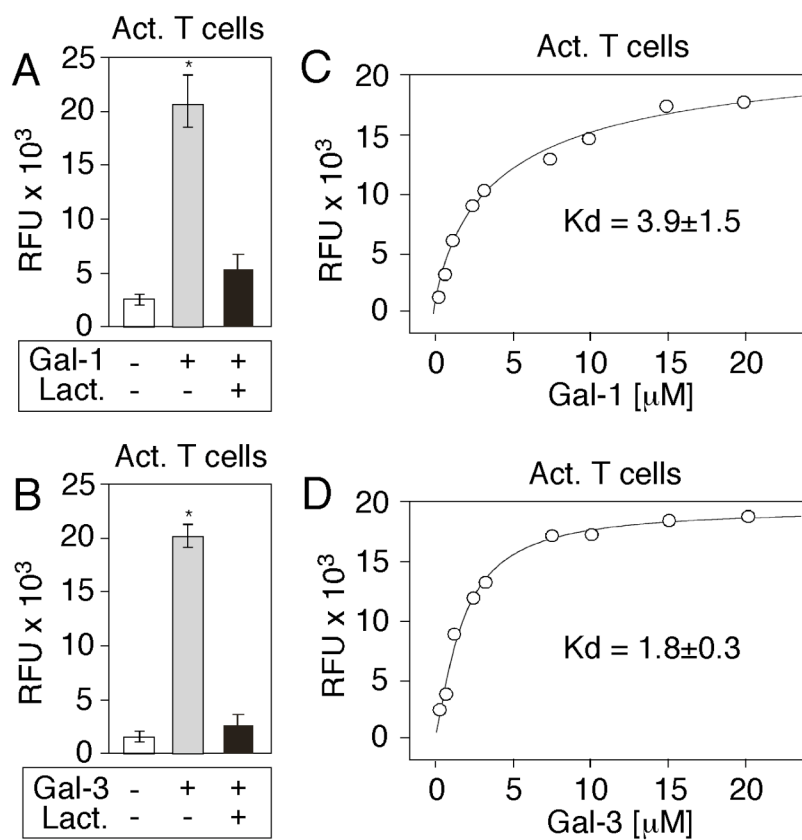 A
Act. T cells
RFU x 10³
25
20
15
10
5
0
*
Gal-1 - + +
Lact. - - +
C
Act. T cells
RFU x 10³
20
15
10
5
0
Kd = 3.9±1.5
0 5 10 15 20
Gal-1 [μM]
B
Act. T cells
RFU x 10³
25
20
15
10
5
0
*
Gal-3 - + +
Lact. - - +
D
Act. T cells
RFU x 10³
20
15
10
5
0
Kd = 1.8±0.3
0 5 10 15 20
Gal-3 [μM]